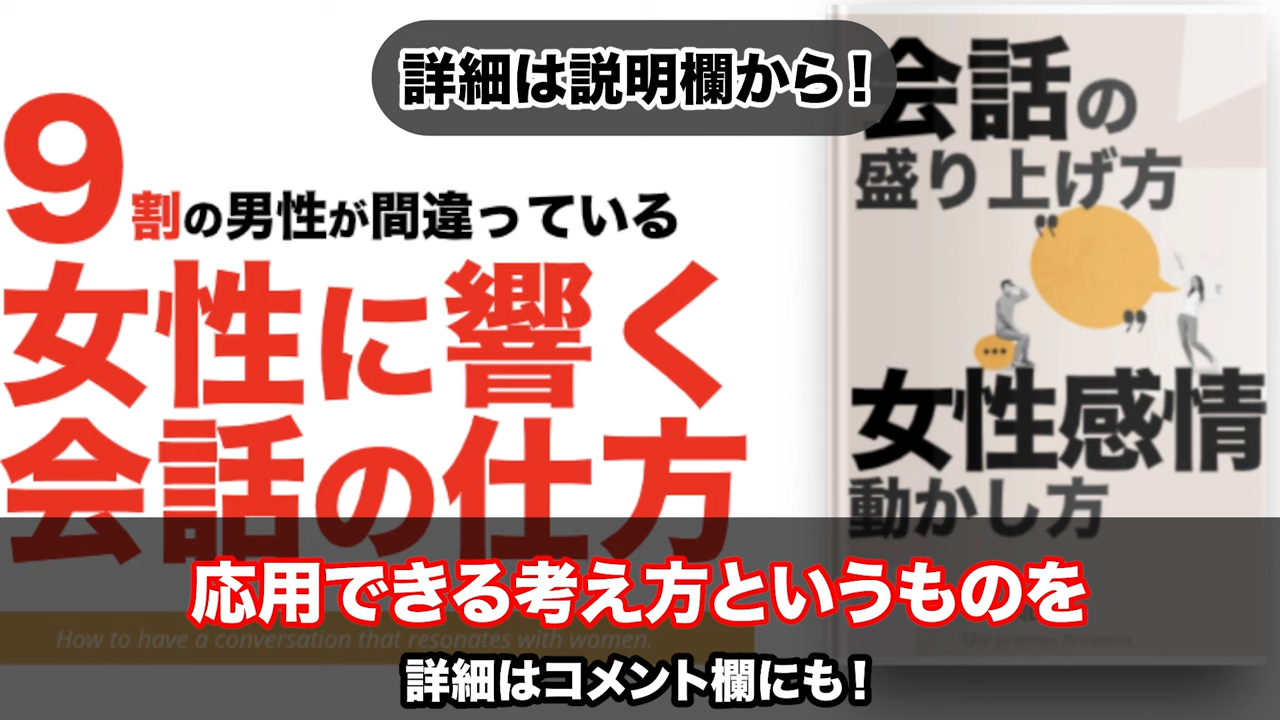 詳細は説明欄から!
9割の男性が間違っている
女性に響く
会話の仕方
How to have a conversation that resonates with women.
会話の
盛り上げ方
女性感情
動かし方
応用できる考え方というものを
詳細はコメント欄にも!